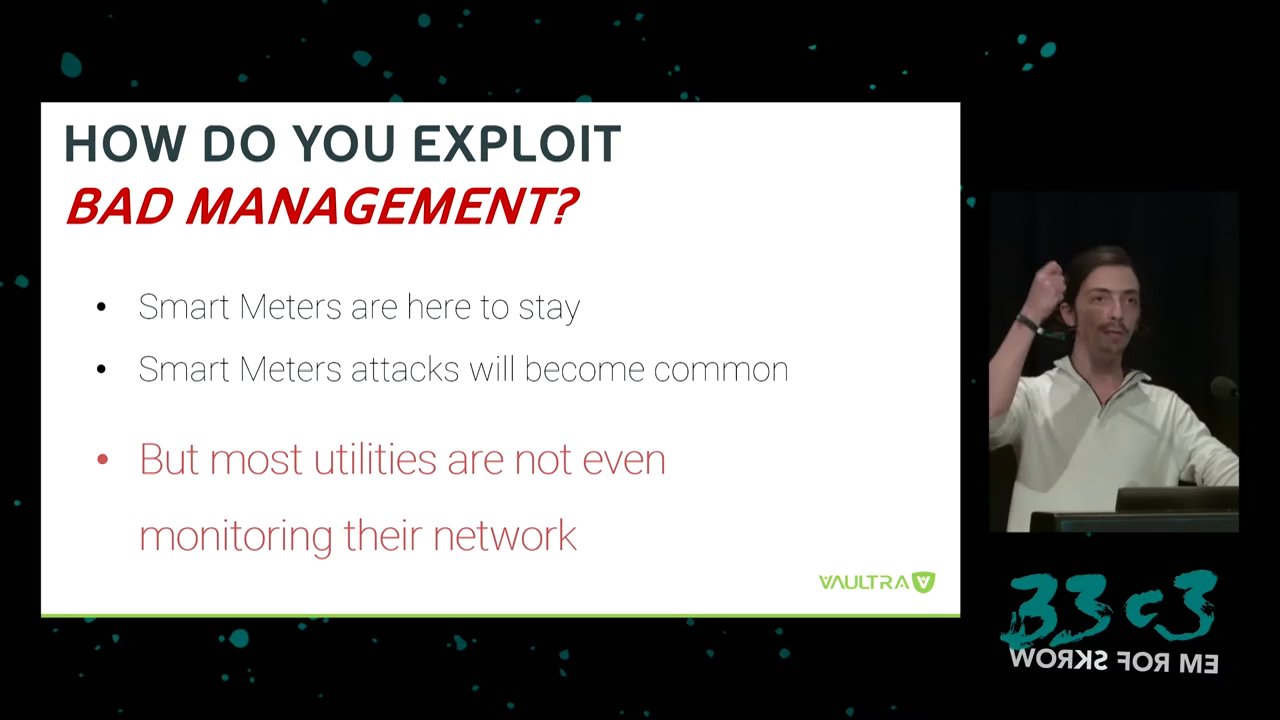 HOW DO YOU EXPLOIT
BAD MANAGEMENT?
• Smart Meters are here to stay
• Smart Meters attacks will become common
• But most utilities are not even
monitoring their network
VAULTRA
33c3
WORKS FOR ME